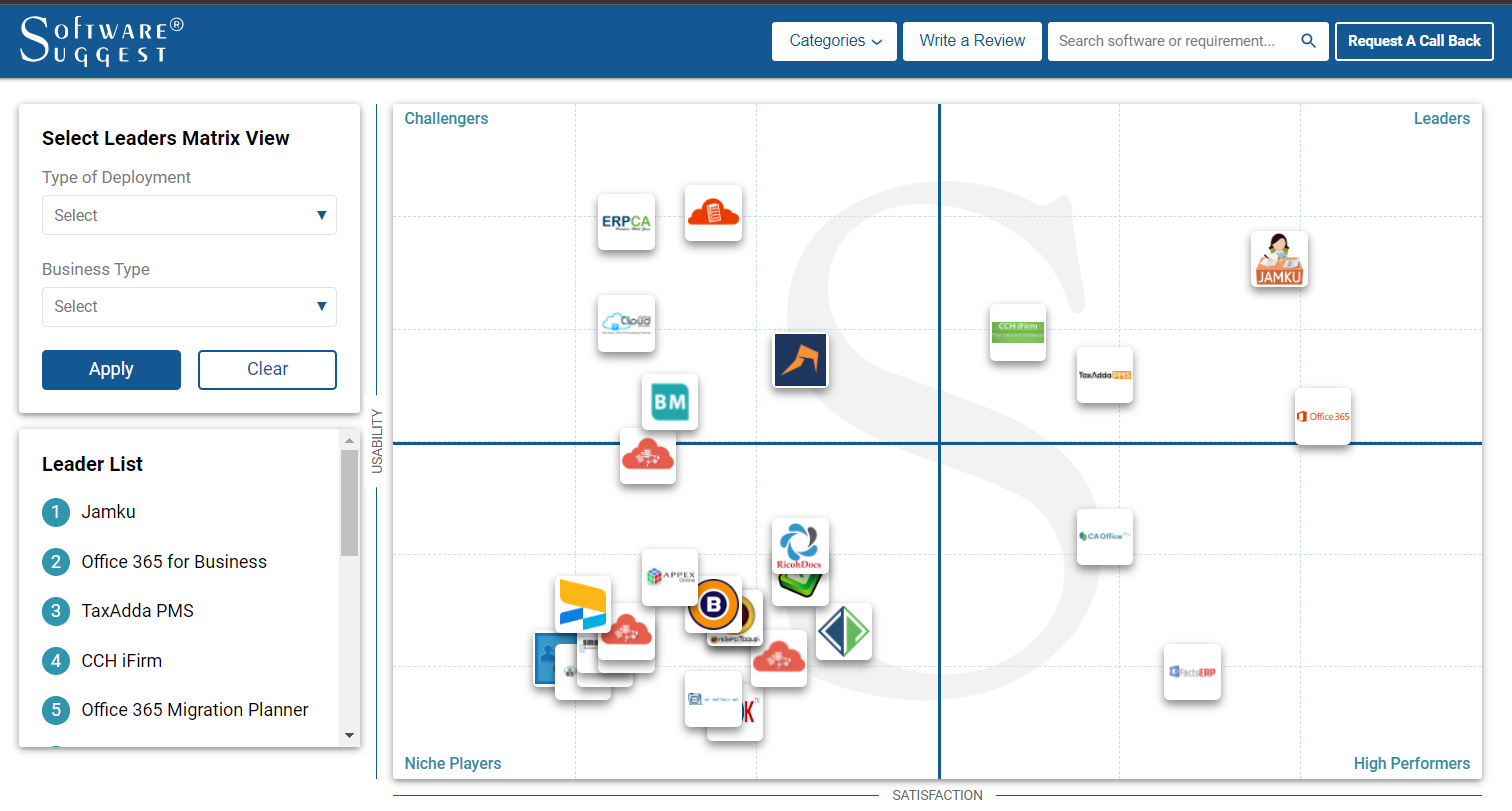 SOFTWARE®
SUGGEST
Categories
Write a Review
Search software or requirement...
Request A Call Back
Select Leaders Matrix View
Type of Deployment
Select
Business Type
Select
Apply
Clear
Leader List
1 Jamku
2 Office 365 for Business
3 TaxAdda PMS
4 CCH iFirm
5 Office 365 Migration Planner
USABILITY
Challengers
Leaders
ERPCA
JAMKU
Cloud
CCH iFirm
TaxAdda PMS
BM
Office 365
CA Office
RicohDocs
APPEX
Online
B
FactsERP
K
Niche Players
High Performers
SATISFACTION